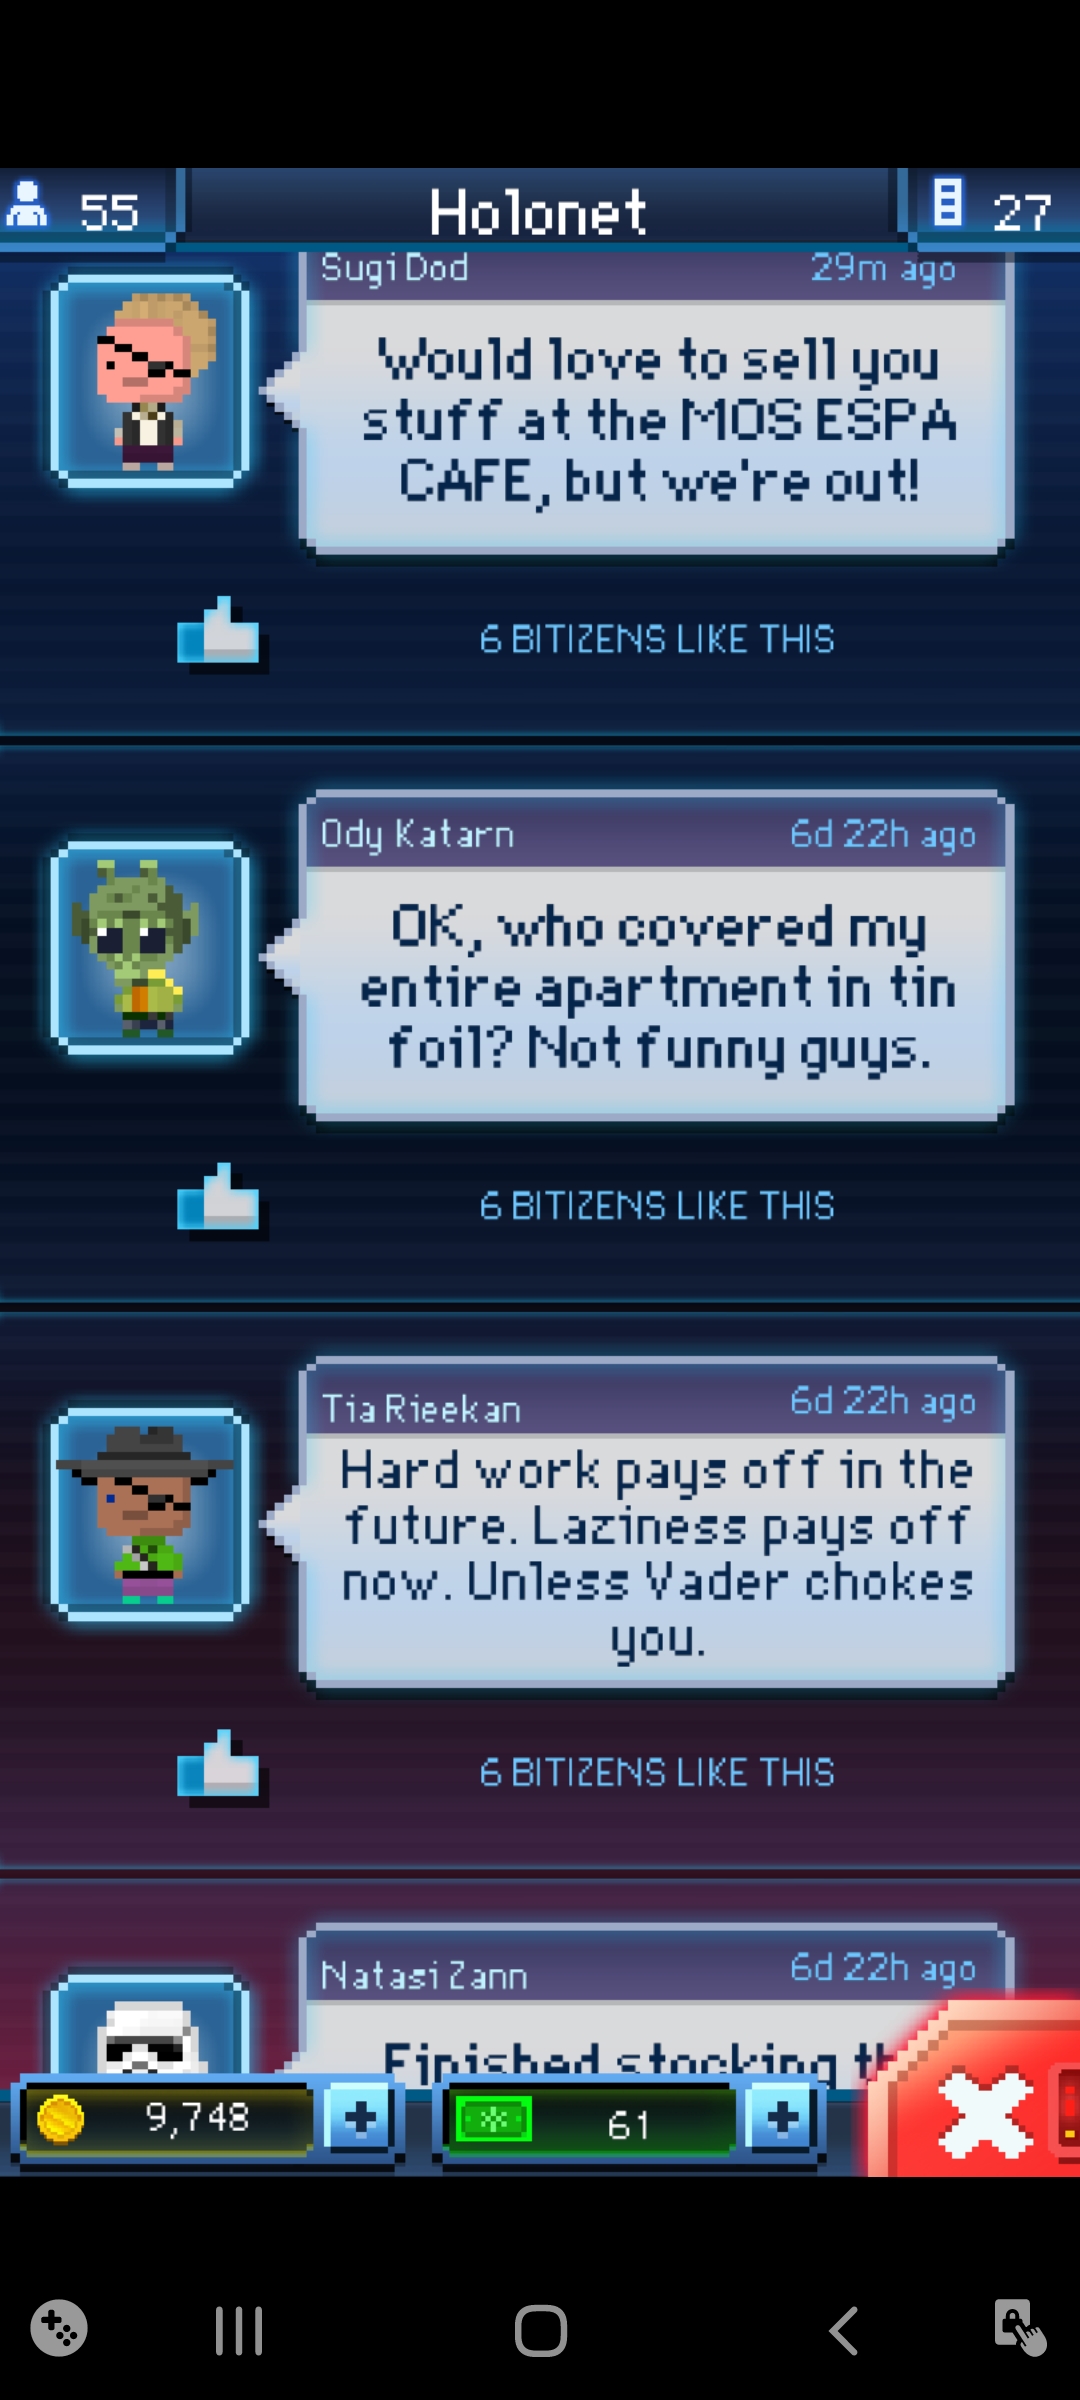 55
Holonet
27
Sugi Dod
29m ago
Would love to sell you
stuff at the MOS ESPA
CAFE, but we're out!
6 BITIZENS LIKE THIS
Ody Katarn
6d 22h ago
OK, who covered my
entire apartment in tin
foil? Not funny guys.
6 BITIZENS LIKE THIS
Tia Rieekan
6d 22h ago
Hard work pays off in the
future. Laziness pays off
now. Unless Vader chokes
you.
6 BITIZENS LIKE THIS
Natasi Zann
6d 22h ago
Finished stocking
9,748
61